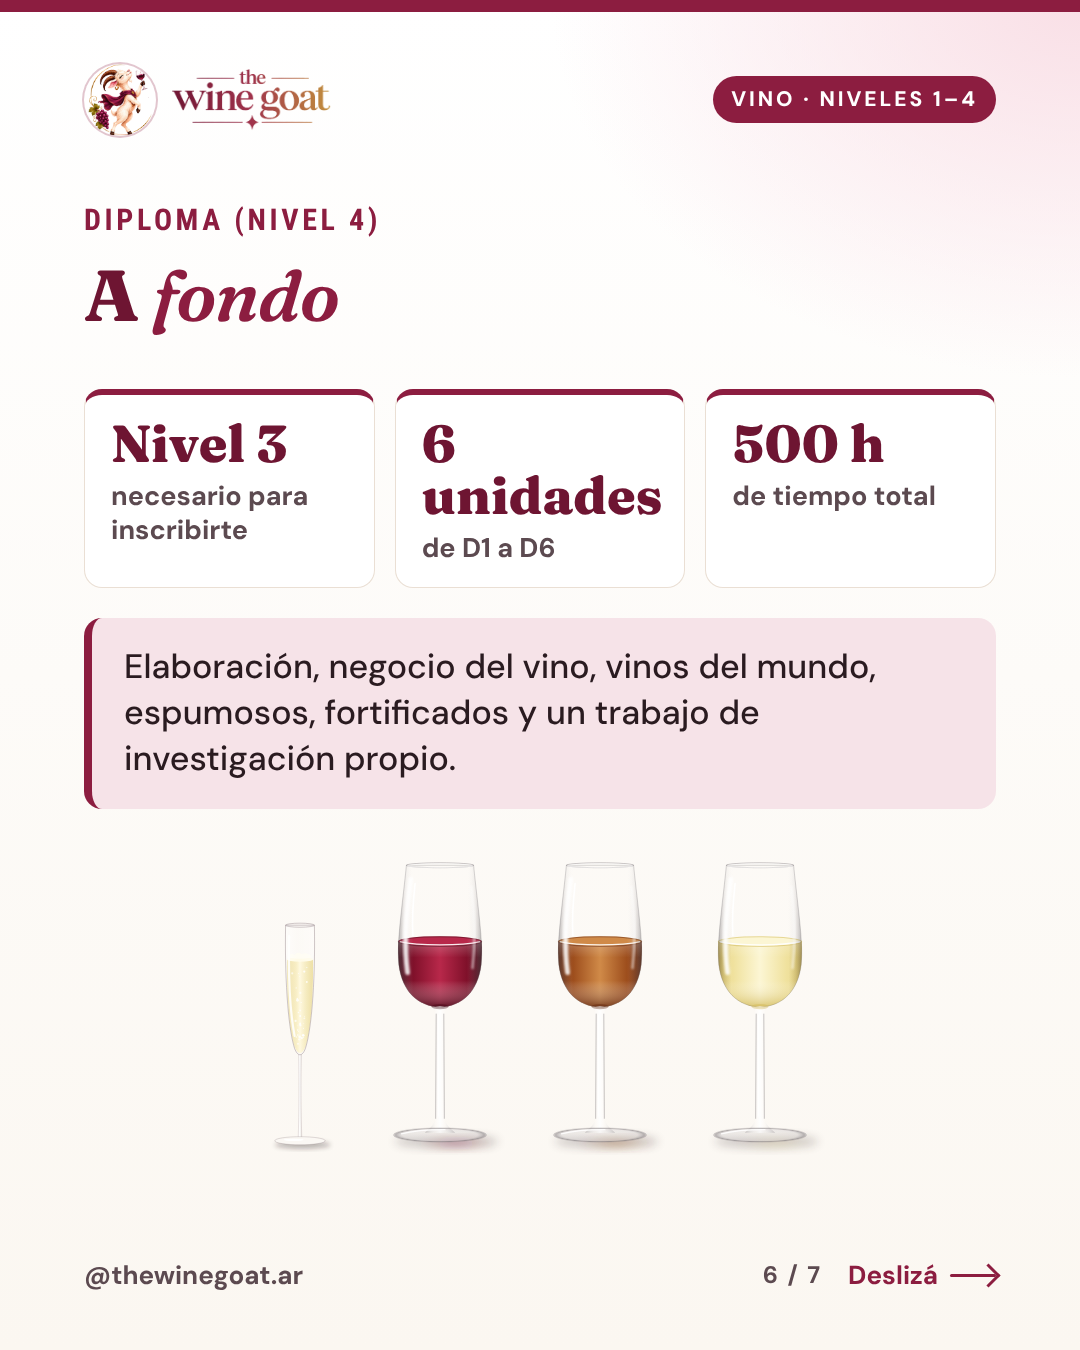 the
wine goat
VINO · NIVELES 1–4
DIPLOMA (NIVEL 4)
A fondo
Nivel 3
necesario para
inscribirte
6
unidades
de D1 a D6
500 h
de tiempo total
Elaboración, negocio del vino, vinos del mundo,
espumosos, fortificados y un trabajo de
investigación propio.
@thewinegoat.ar
6 / 7
Deslizá